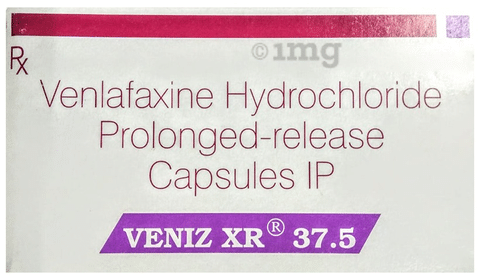 ©1mg
Rx
Venlafaxine Hydrochloride
Prolonged-release
Capsules IP
VENIZ XR® 37.5